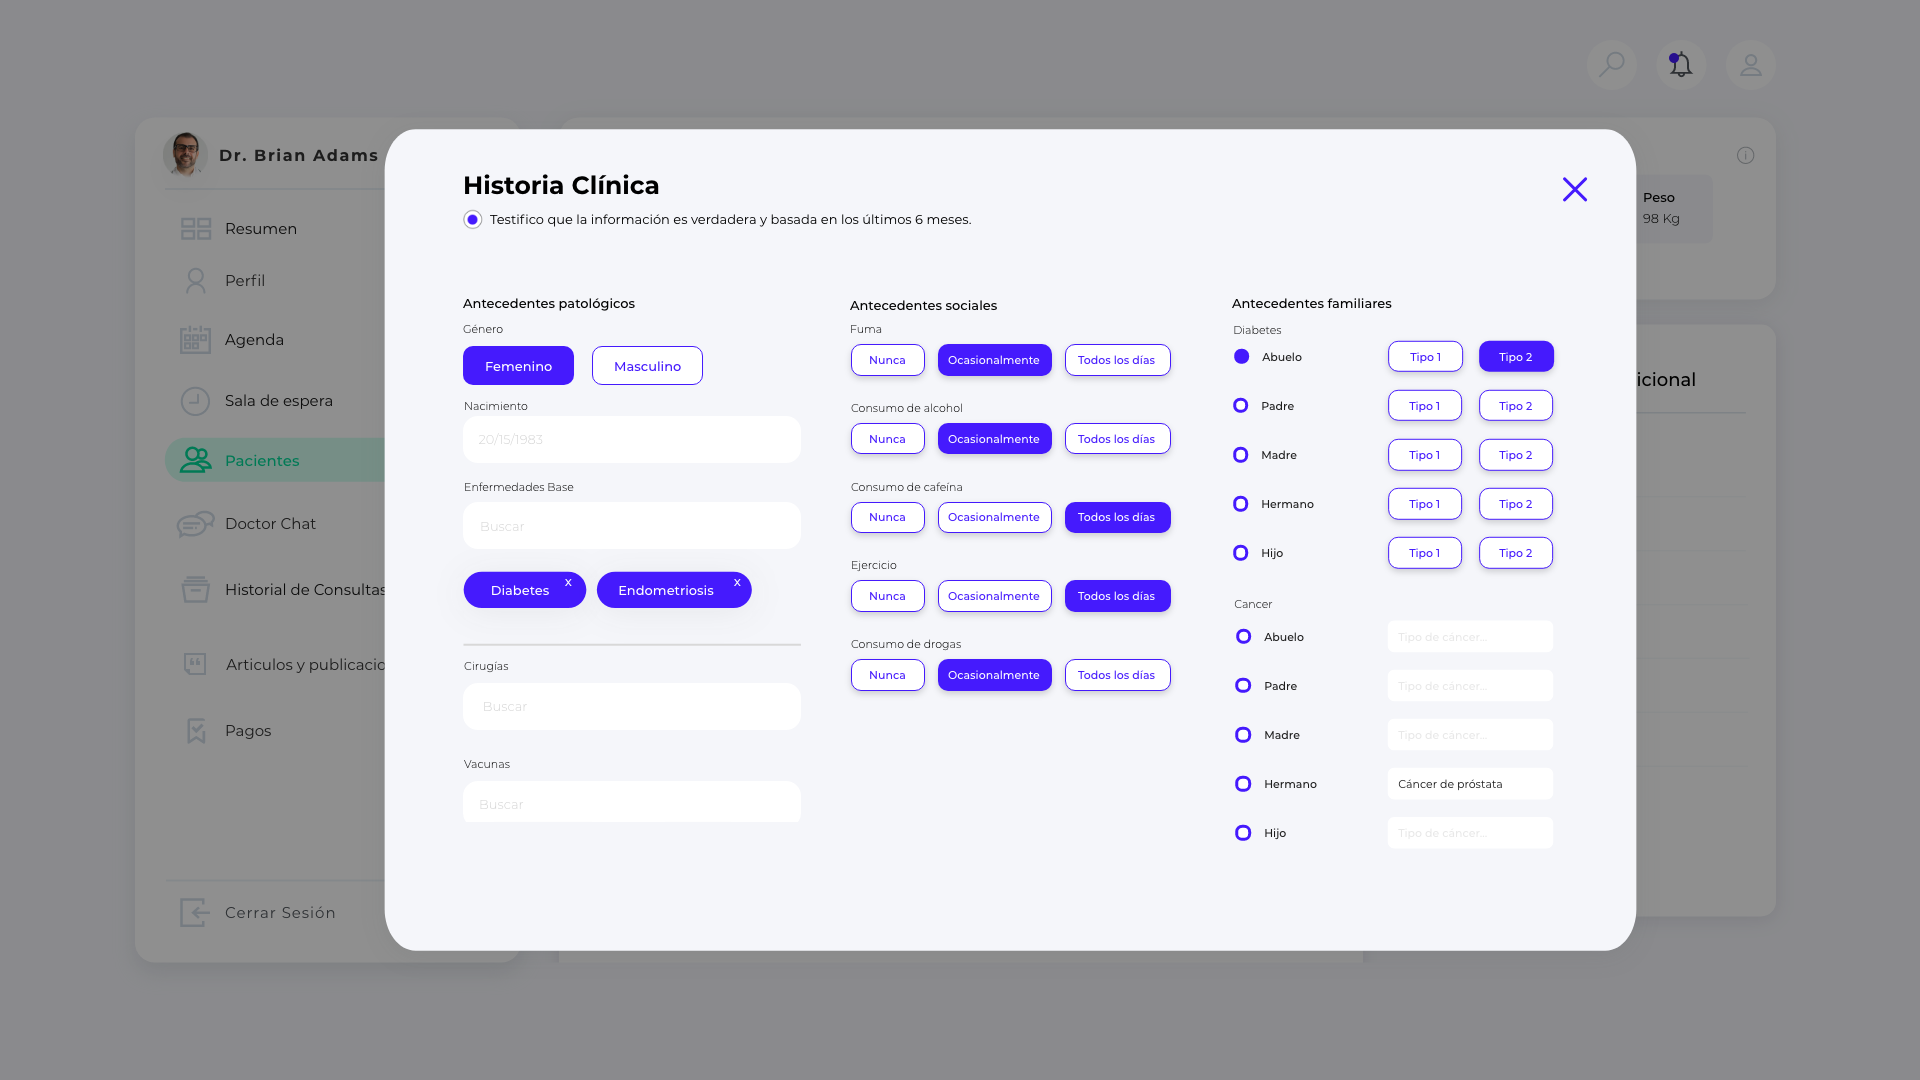 Dr. Brian Adams
Resumen
Perfil
Agenda
Sala de espera
Pacientes
Doctor Chat
Historial de Consultas
Articulos y publicacio
Pagos
Cerrar Sesión
Peso
98 Kg
icional
Historia Clínica
Testifico que la información es verdadera y basada en los últimos 6 meses.
Antecedentes patológicos
Género
Femenino Masculino
Nacimiento
20/15/1983
Enfermedades Base
Buscar
Diabetes x Endometriosis x
Cirugías
Buscar
Vacunas
Buscar
Antecedentes sociales
Fuma
Nunca Ocasionalmente Todos los días
Consumo de alcohol
Nunca Ocasionalmente Todos los días
Consumo de cafeína
Nunca Ocasionalmente Todos los días
Ejercicio
Nunca Ocasionalmente Todos los días
Consumo de drogas
Nunca Ocasionalmente Todos los días
Antecedentes familiares
Diabetes
Abuelo Tipo 1 Tipo 2
Padre Tipo 1 Tipo 2
Madre Tipo 1 Tipo 2
Hermano Tipo 1 Tipo 2
Hijo Tipo 1 Tipo 2
Cancer
Abuelo Tipo de cáncer...
Padre Tipo de cáncer...
Madre Tipo de cáncer...
Hermano Cáncer de próstata
Hijo Tipo de cáncer...